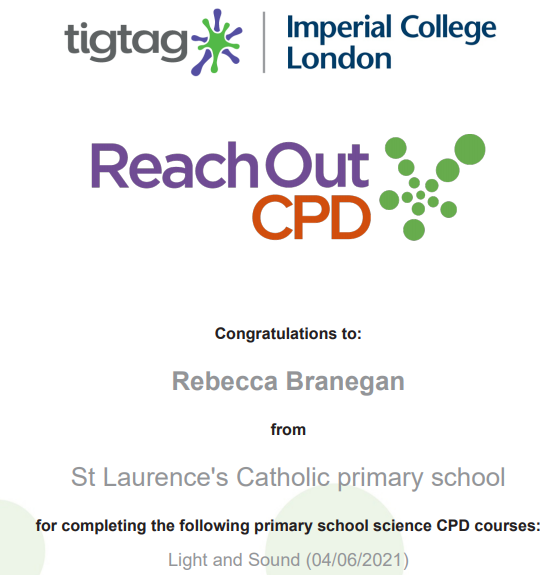 tigtag
Imperial College
London
ReachOut
CPD
Congratulations to:
Rebecca Branegan
from
St Laurence's Catholic primary school
for completing the following primary school science CPD courses:
Light and Sound (04/06/2021)